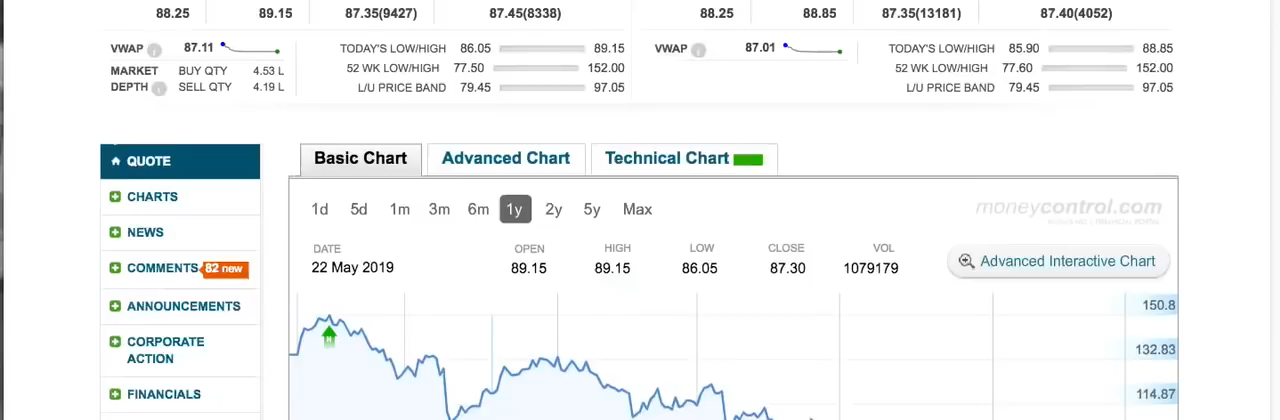 88.25 89.15 87.35(9427) 87.45(8338) 88.25 88.85 87.35(13181) 87.40(4052)
VWAP 87.11 TODAY'S LOW/HIGH 86.05 89.15 VWAP 87.01 TODAY'S LOW/HIGH 85.90 88.85
MARKET BUY QTY 4.53 L 52 WK LOW/HIGH 77.50 152.00 52 WK LOW/HIGH 77.60 152.00
DEPTH SELL QTY 4.19 L L/U PRICE BAND 79.45 97.05 L/U PRICE BAND 79.45 97.05
QUOTE
CHARTS
NEWS
COMMENTS 82 new
ANNOUNCEMENTS
CORPORATE
ACTION
FINANCIALS
Basic Chart Advanced Chart Technical Chart
1d 5d 1m 3m 6m 1y 2y 5y Max
moneycontrol.com
DATE OPEN HIGH LOW CLOSE VOL
22 May 2019 89.15 89.15 86.05 87.30 1079179
Advanced Interactive Chart
150.8
132.83
114.87
H